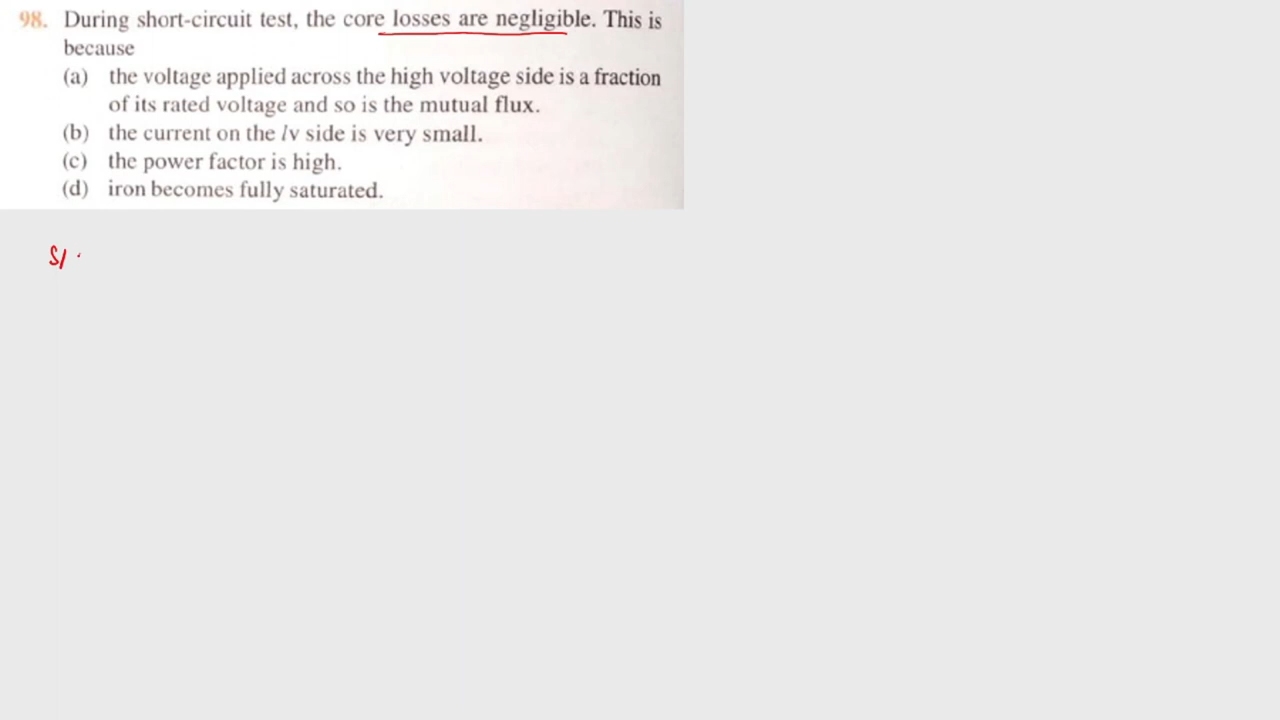 98. During short-circuit test, the core losses are negligible. This is
because
(a) the voltage applied across the high voltage side is a fraction
of its rated voltage and so is the mutual flux.
(b) the current on the lv side is very small.
(c) the power factor is high.
(d) iron becomes fully saturated.
S/